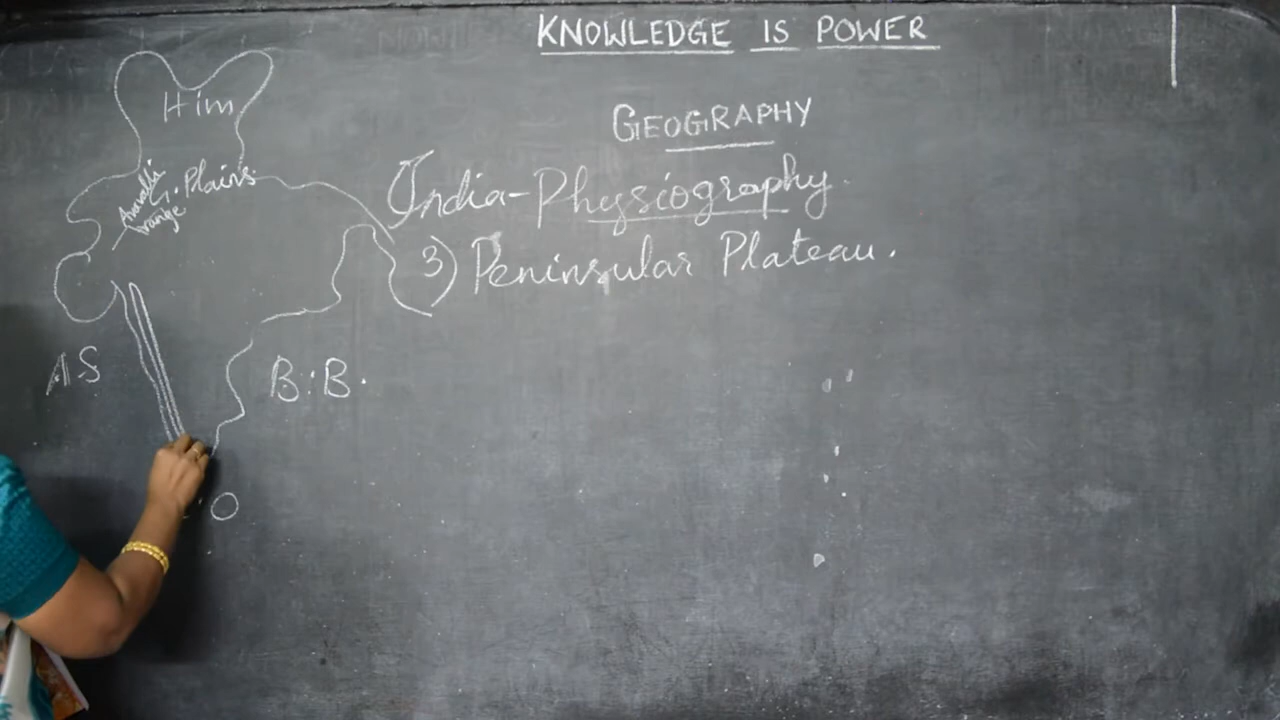 KNOWLEDGE IS POWER
GEOGRAPHY
India-Physiography.
3) Peninsular Plateau.
Him
G. Plains
Aravalli
range
AS
B.B.